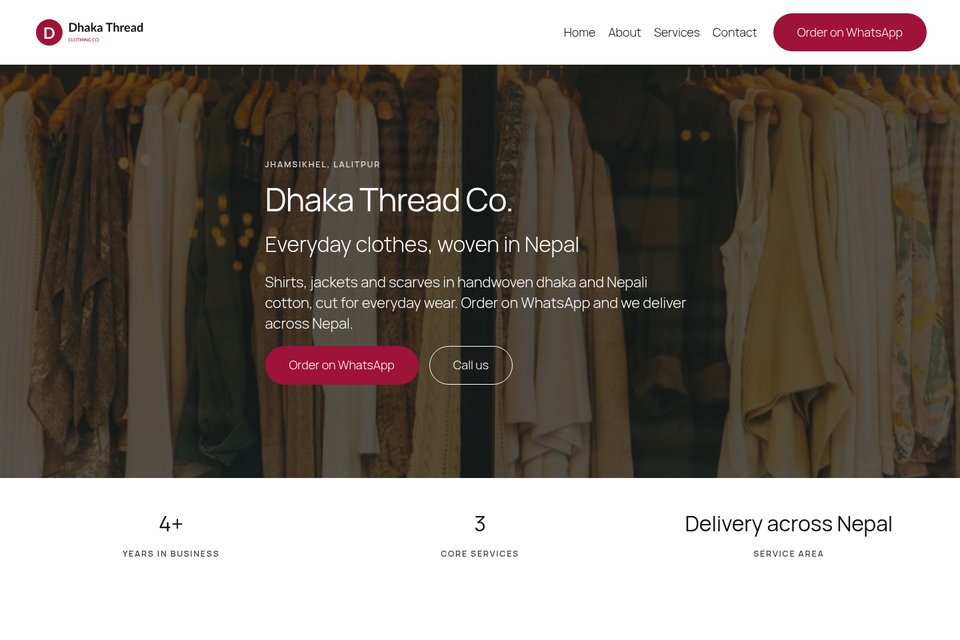 D
Dhaka Thread
CLOTHING CO.
Home About Services Contact Order on WhatsApp
JHAMSIKHEL, LALITPUR
Dhaka Thread Co.
Everyday clothes, woven in Nepal
Shirts, jackets and scarves in handwoven dhaka and Nepali
cotton, cut for everyday wear. Order on WhatsApp and we deliver
across Nepal.
Order on WhatsApp Call us
4+ 3 Delivery across Nepal
YEARS IN BUSINESS CORE SERVICES SERVICE AREA